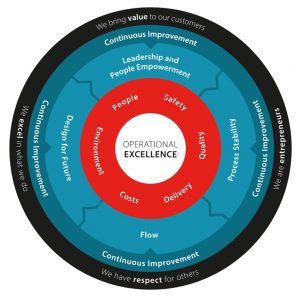 We bring value to our customers
Continuous Improvement
Leadership and
People Empowerment
People
Safety
Environment
Quality
OPERATIONAL
EXCELLENCE
Costs
Delivery
Design for Future
Process Stability
Continuous Improvement
Continuous Improvement
We excel in what we do
We are entrepreneurs
Flow
Continuous Improvement
We have respect for others